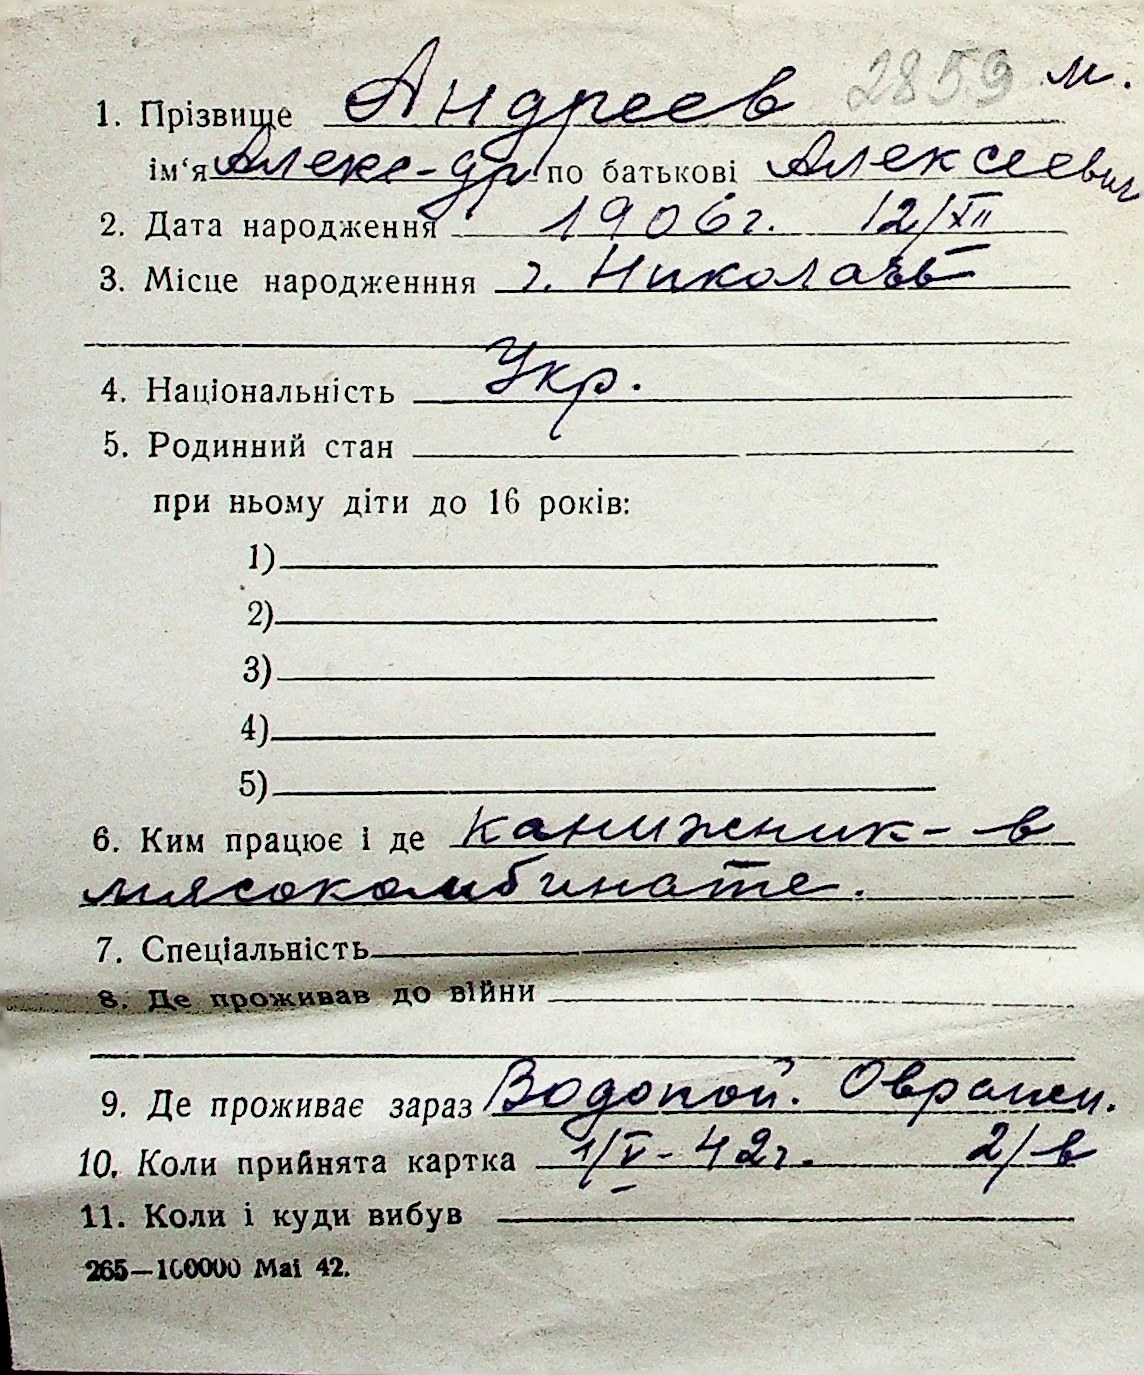 2859 м.
1. Прізвище Андреев
ім'я Алекс-др по батькові Алексеевич
2. Дата народження 1906г. 12/XII
3. Місце народженння г. Николаев
4. Національність Укр.
5. Родинний стан
при ньому діти до 16 років:
1)
2)
3)
4)
5)
6. Ким працює і де канижник - в
мясокомбинате.
7. Спеціальність
8. Де проживав до війни
9. Де проживає зараз Водопой. Овражн.
10. Коли прийнята картка 1/V-42г. 2/в
11. Коли і куди вибув
265—100000 Mai 42.